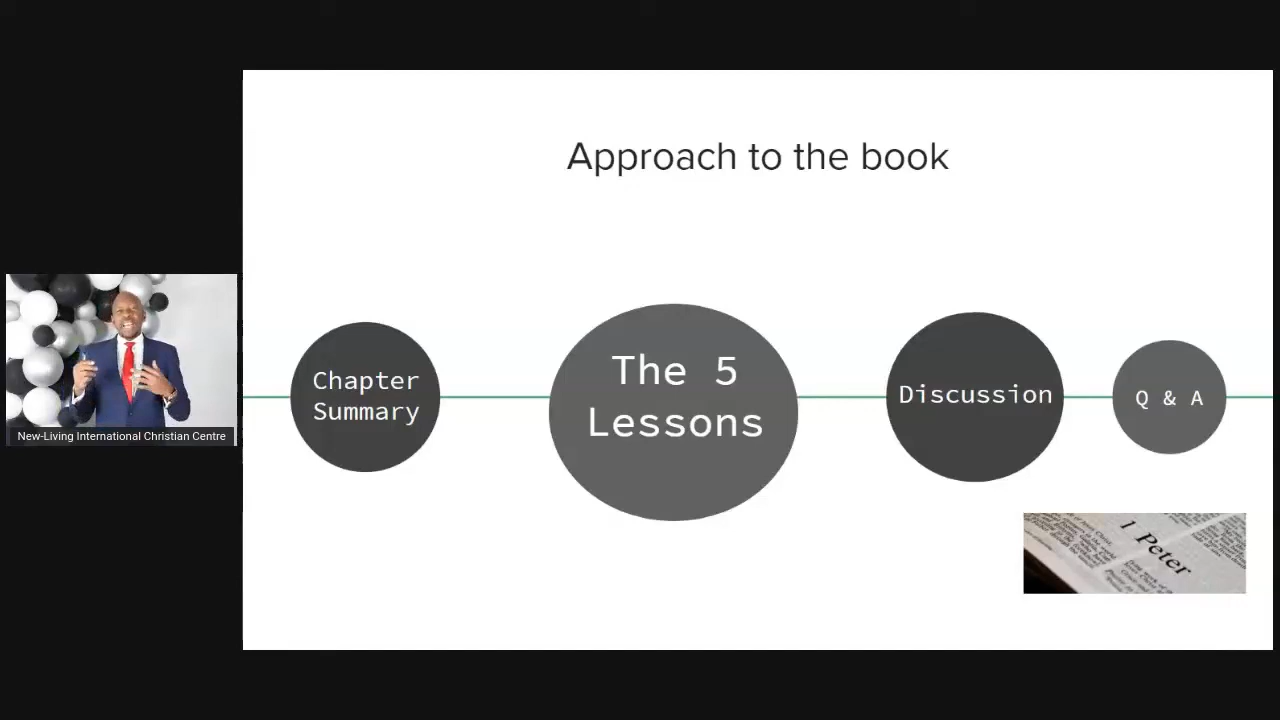 Approach to the book
Chapter
Summary
The 5
Lessons
Discussion
Q & A
New-Living International Christian Centre
1 Peter